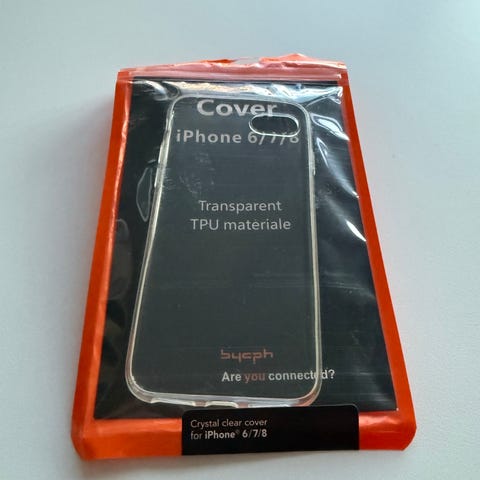 Cover
iPhone 6/7/8
Transparent
TPU materiale
bycph
Are you connected?
Crystal clear cover
for iPhone® 6/7/8